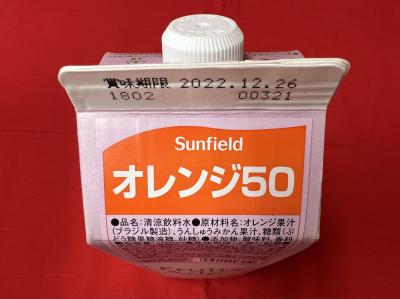 OPEN
賞味期限 2022.12.26
1802 00321
Sunfield
オレンジ50
●品名:清涼飲料水●原材料名:オレンジ果汁
(ブラジル製造)、うんしゅうみかん果汁、糖類(ぶ
どう糖果糖液糖、砂糖)●添加物:酸味料、香料